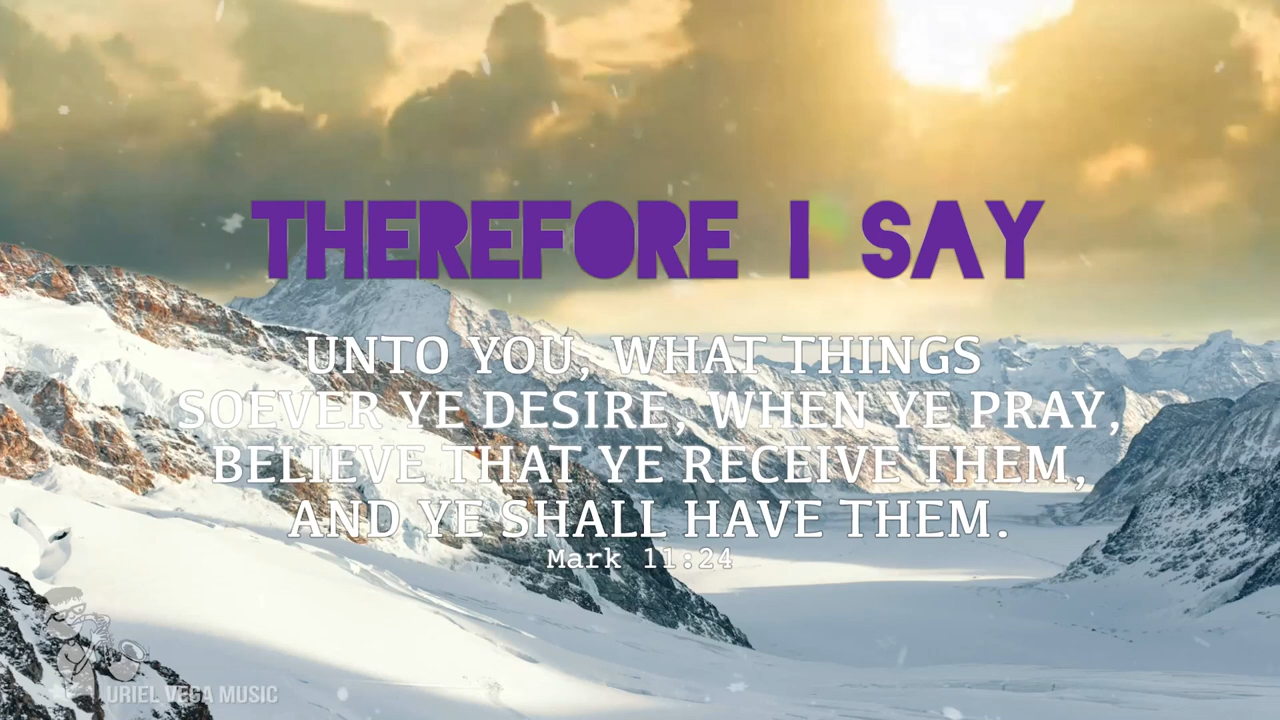 THEREFORE I SAY
UNTO YOU, WHAT THINGS
SOEVER YE DESIRE, WHEN YE PRAY,
BELIEVE THAT YE RECEIVE THEM,
AND YE SHALL HAVE THEM.
Mark 11:24
URIEL VEGA MUSIC